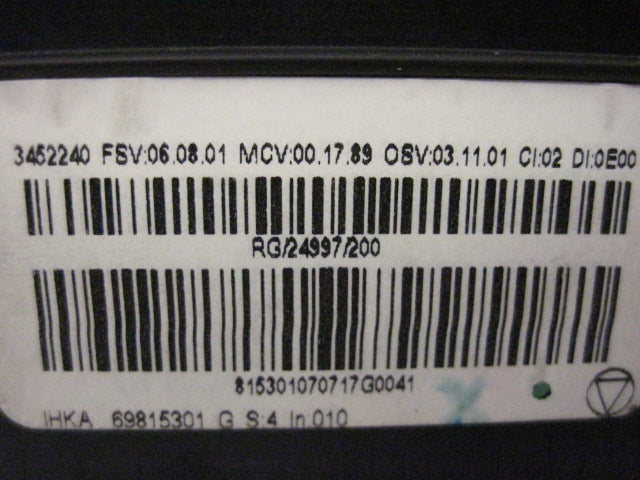 3452240 FSV:06.08.01 MCV:00.17.89 OSV:03.11.01 CI:02 DI:0E00
RG/24997/200
815301070717G0041
IHKA 69815301 G S:4 In:010